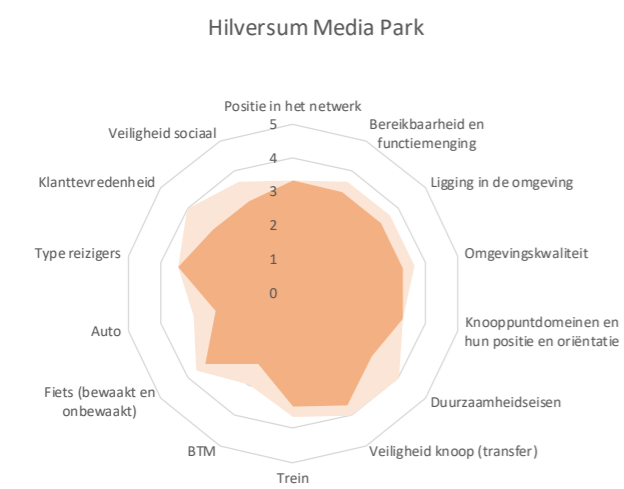 Hilversum Media Park
Positie in het netwerk
Bereikbaarheid en
functiemenging
Ligging in de omgeving
Omgevingskwaliteit
Knooppuntdomeinen en
hun positie en oriëntatie
Duurzaamheidseisen
Veiligheid knoop (transfer)
Trein
BTM
Fiets (bewaakt en
onbewaakt)
Auto
Type reizigers
Klanttevredenheid
Veiligheid sociaal
5
4
3
2
1
0